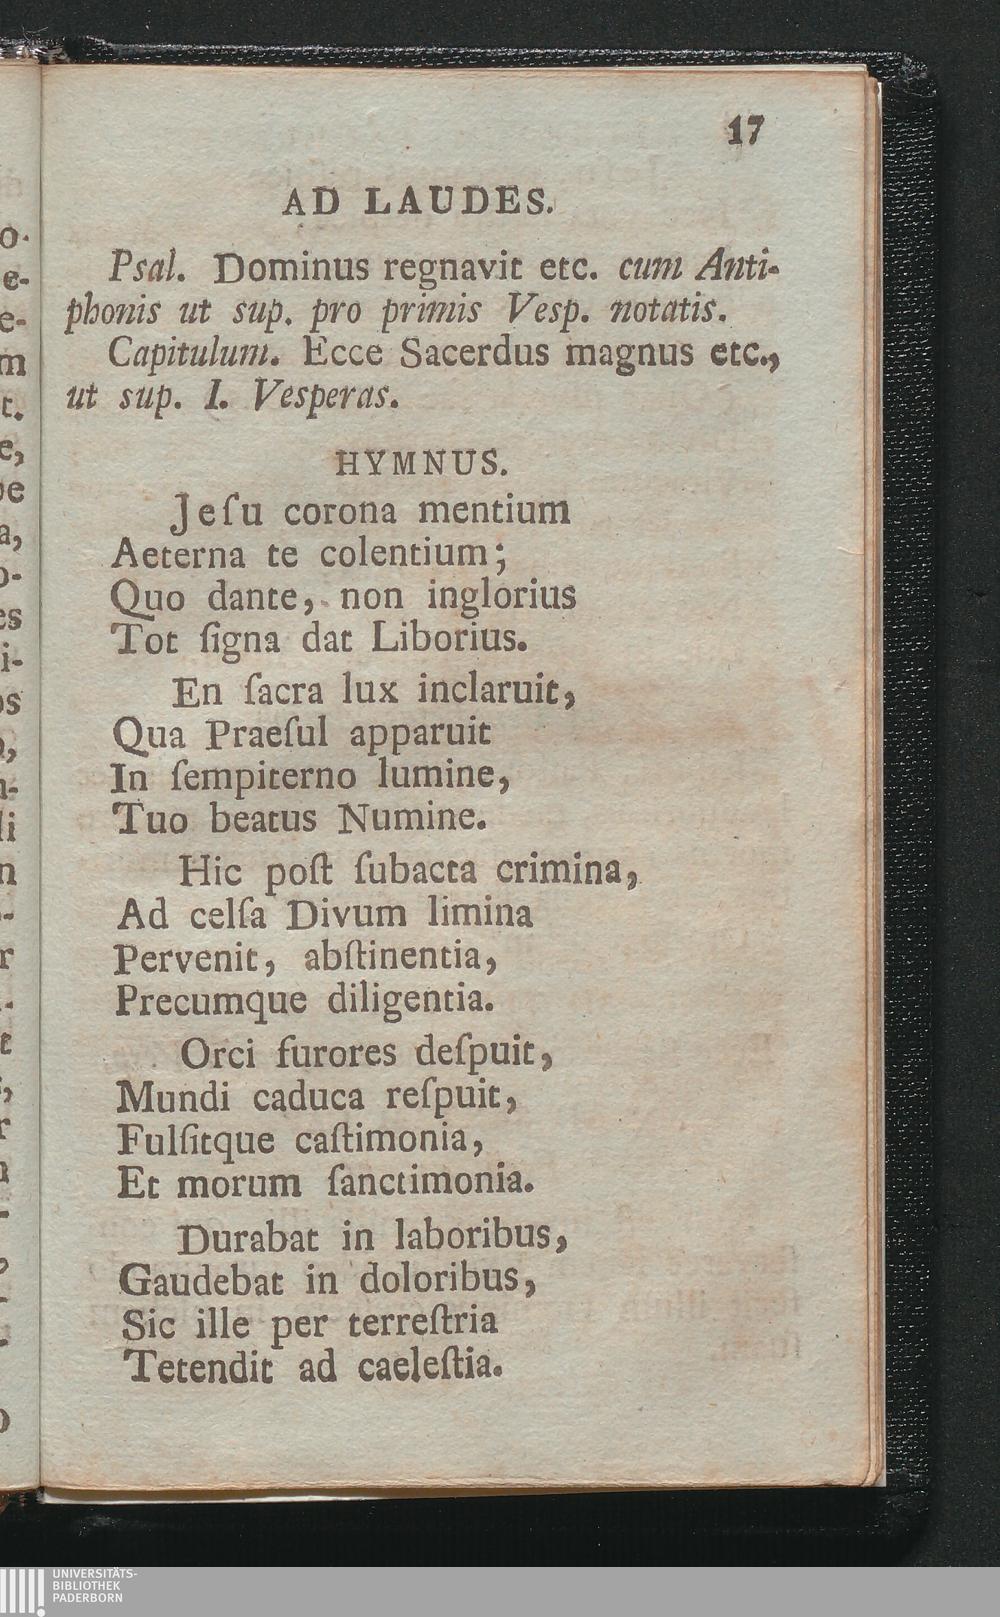 17
AD LAUDES.
Psal. Dominus regnavit etc. cum Anti-
phonis ut sup. pro primis Vesp. notatis.
Capitulum. Ecce Sacerdus magnus etc.,
ut sup. I. Vesperas.
HYMNUS.
Jeſu corona mentium
Aeterna te colentium;
Quo dante, non inglorius
Tot ſigna dat Liborius.
En ſacra lux inclaruit,
Qua Praeſul apparuit
In ſempiterno lumine,
Tuo beatus Numine.
Hic poſt ſubacta crimina,
Ad celſa Divum limina
Pervenit, abſtinentia,
Precumque diligentia.
Orci furores deſpuit,
Mundi caduca reſpuit,
Fulſitque caſtimonia,
Et morum ſanctimonia.
Durabat in laboribus,
Gaudebat in doloribus,
Sic ille per terreſtria
Tetendit ad caeleſtia.
UNIVERSITÄTS-
BIBLIOTHEK
PADERBORN